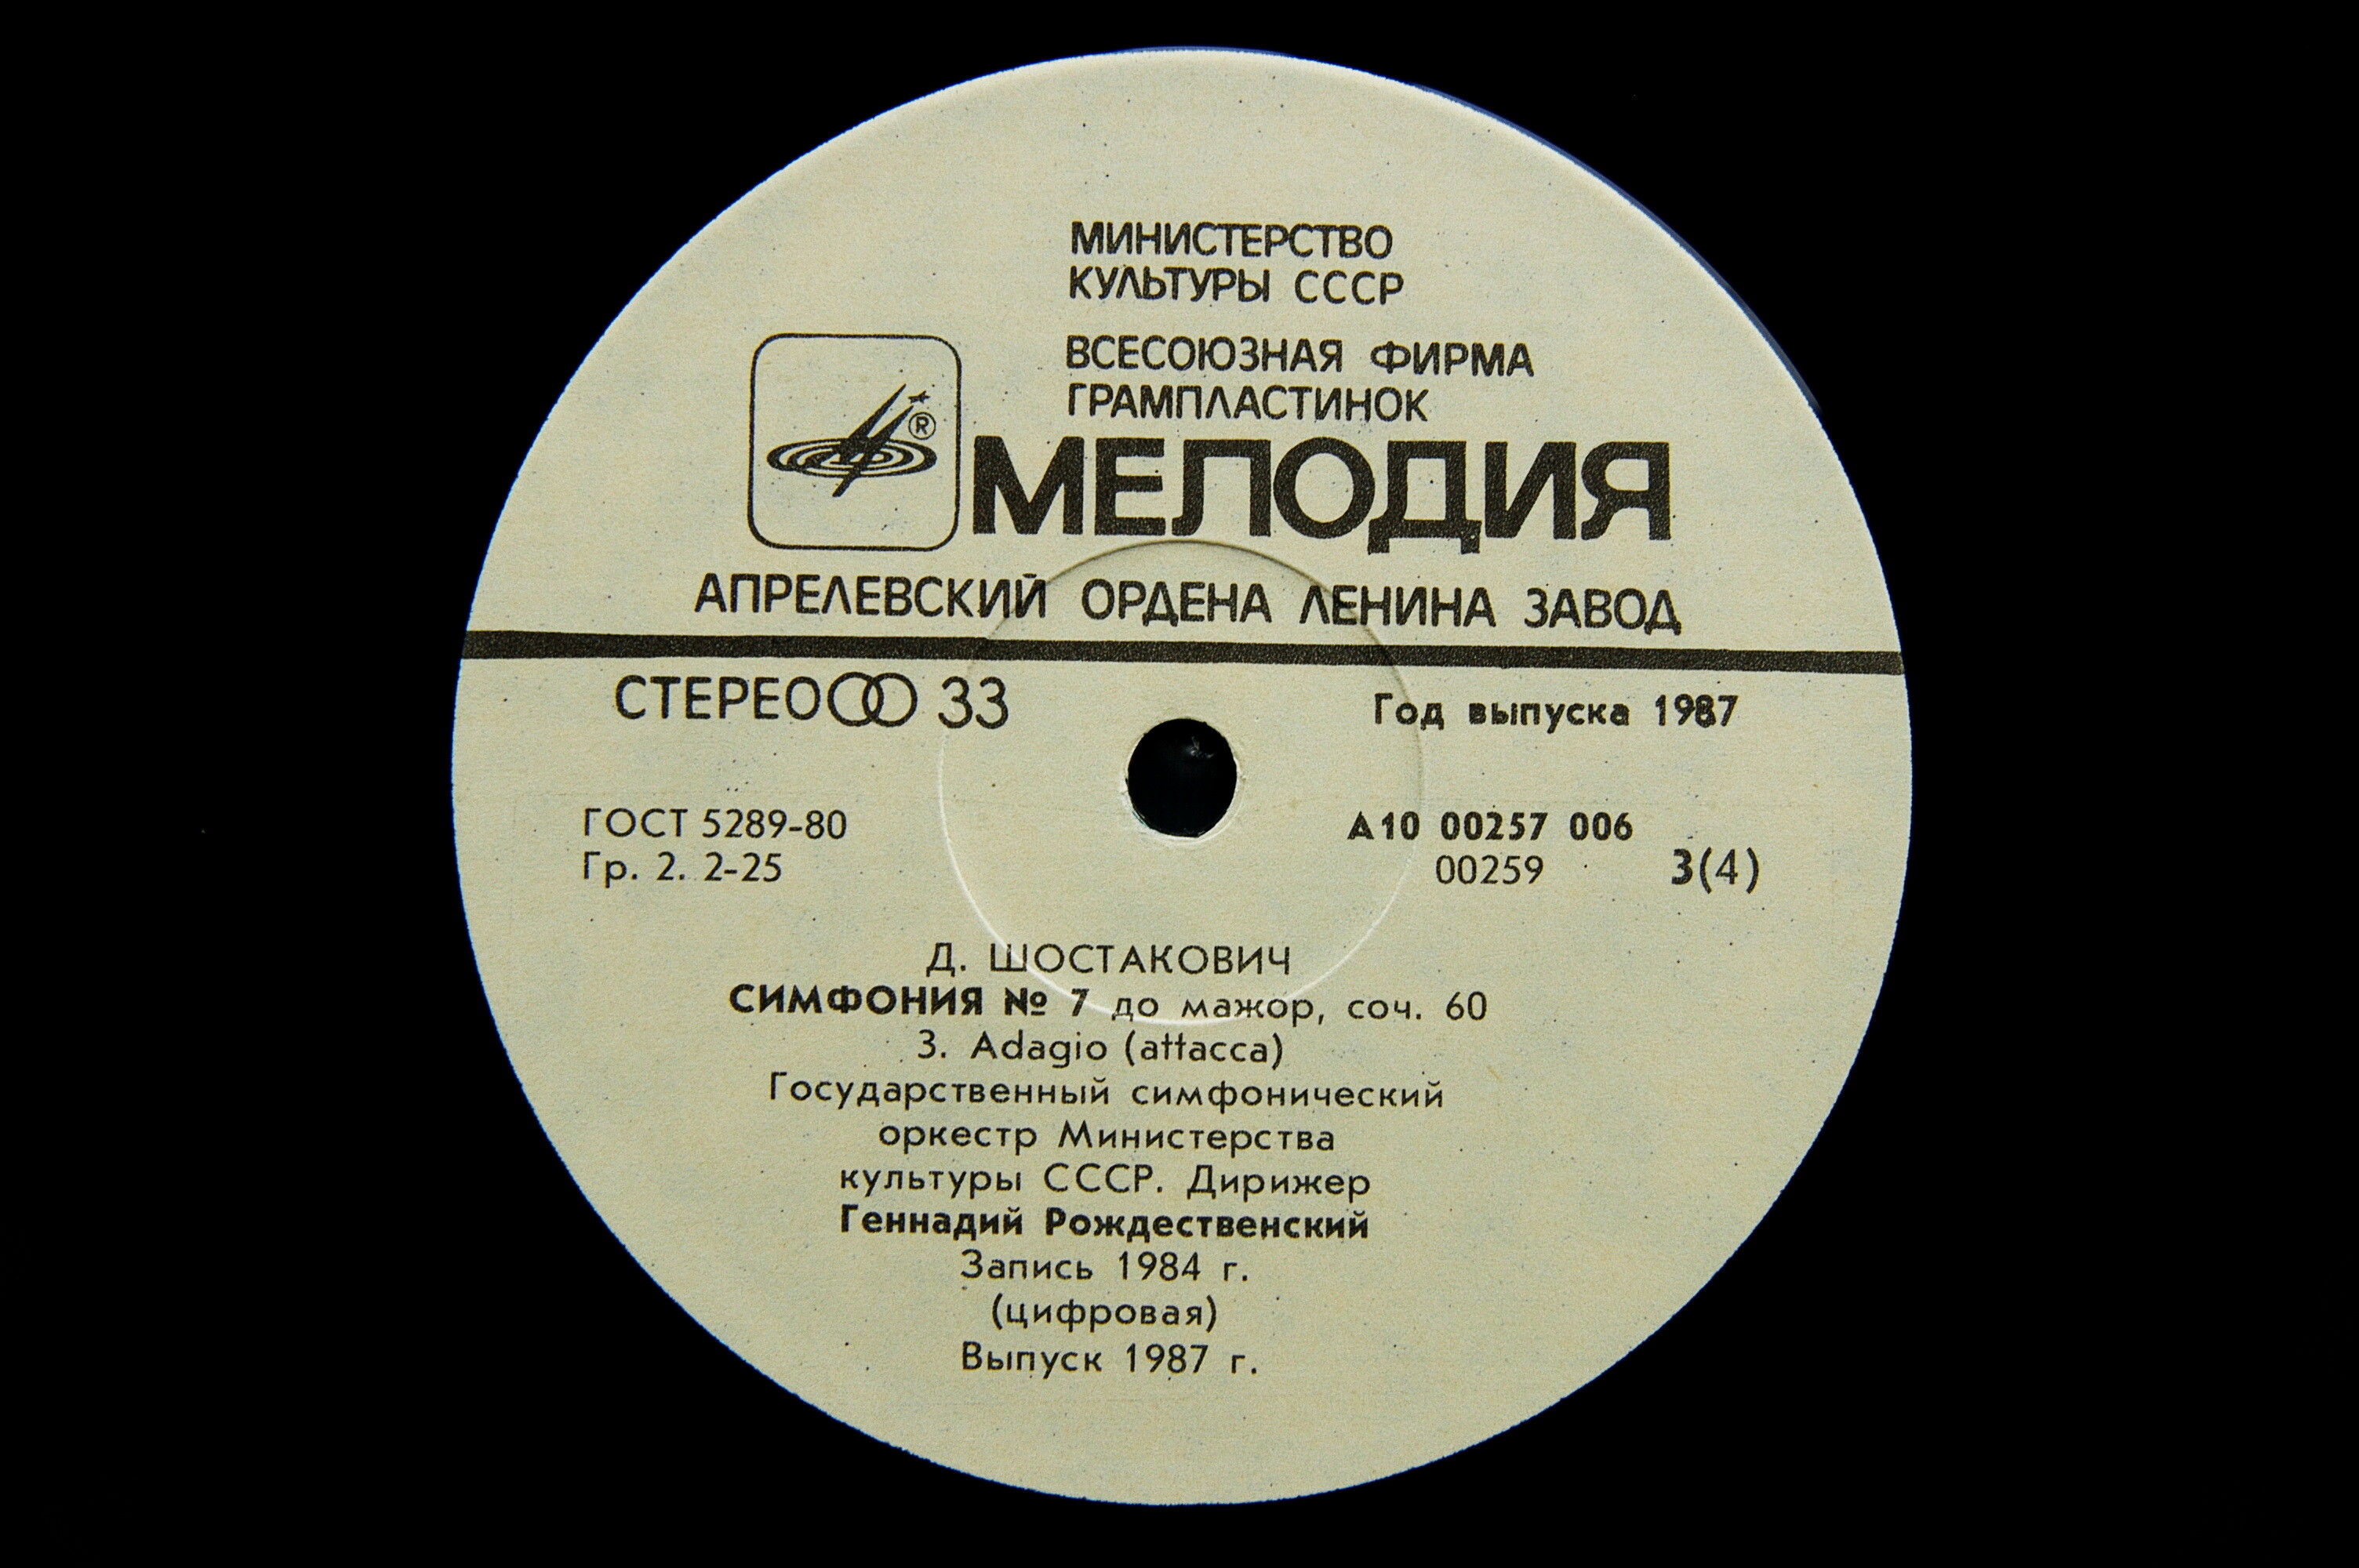 МИНИСТЕРСТВО
КУЛЬТУРЫ СССР
ВСЕСОЮЗНАЯ ФИРМА
ГРАМПЛАСТИНОК
®
МЕЛОДИЯ
АПРЕЛЕВСКИЙ ОРДЕНА ЛЕНИНА ЗАВОД
СТЕРЕО 33
Год выпуска 1987
ГОСТ 5289-80
Гр. 2. 2-25
А10 00257 006
00259 3(4)
Д. ШОСТАКОВИЧ
СИМФОНИЯ № 7 до мажор, соч. 60
3. Adagio (attacca)
Государственный симфонический
оркестр Министерства
культуры СССР. Дирижер
Геннадий Рождественский
Запись 1984 г.
(цифровая)
Выпуск 1987 г.